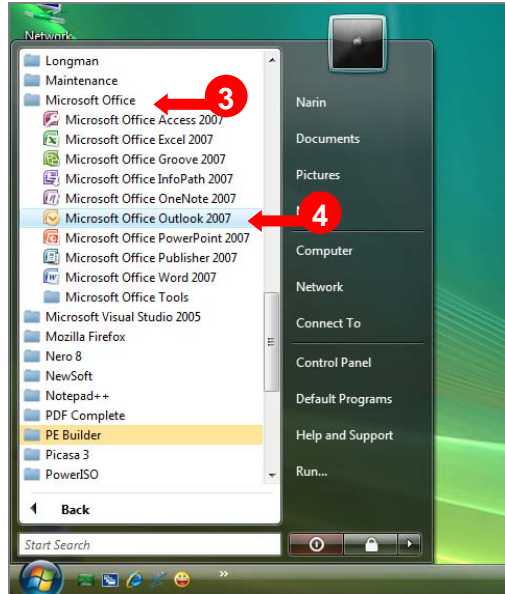 Network
Longman
Maintenance
Microsoft Office
3
Microsoft Office Access 2007
Microsoft Office Excel 2007
Microsoft Office Groove 2007
Microsoft Office InfoPath 2007
Microsoft Office OneNote 2007
Microsoft Office Outlook 2007
4
Microsoft Office PowerPoint 2007
Microsoft Office Publisher 2007
Microsoft Office Word 2007
Microsoft Office Tools
Microsoft Visual Studio 2005
Mozilla Firefox
Nero 8
NewSoft
Notepad++
PDF Complete
PE Builder
Picasa 3
PowerISO
Back
Start Search
Narin
Documents
Pictures
Computer
Network
Connect To
Control Panel
Default Programs
Help and Support
Run...